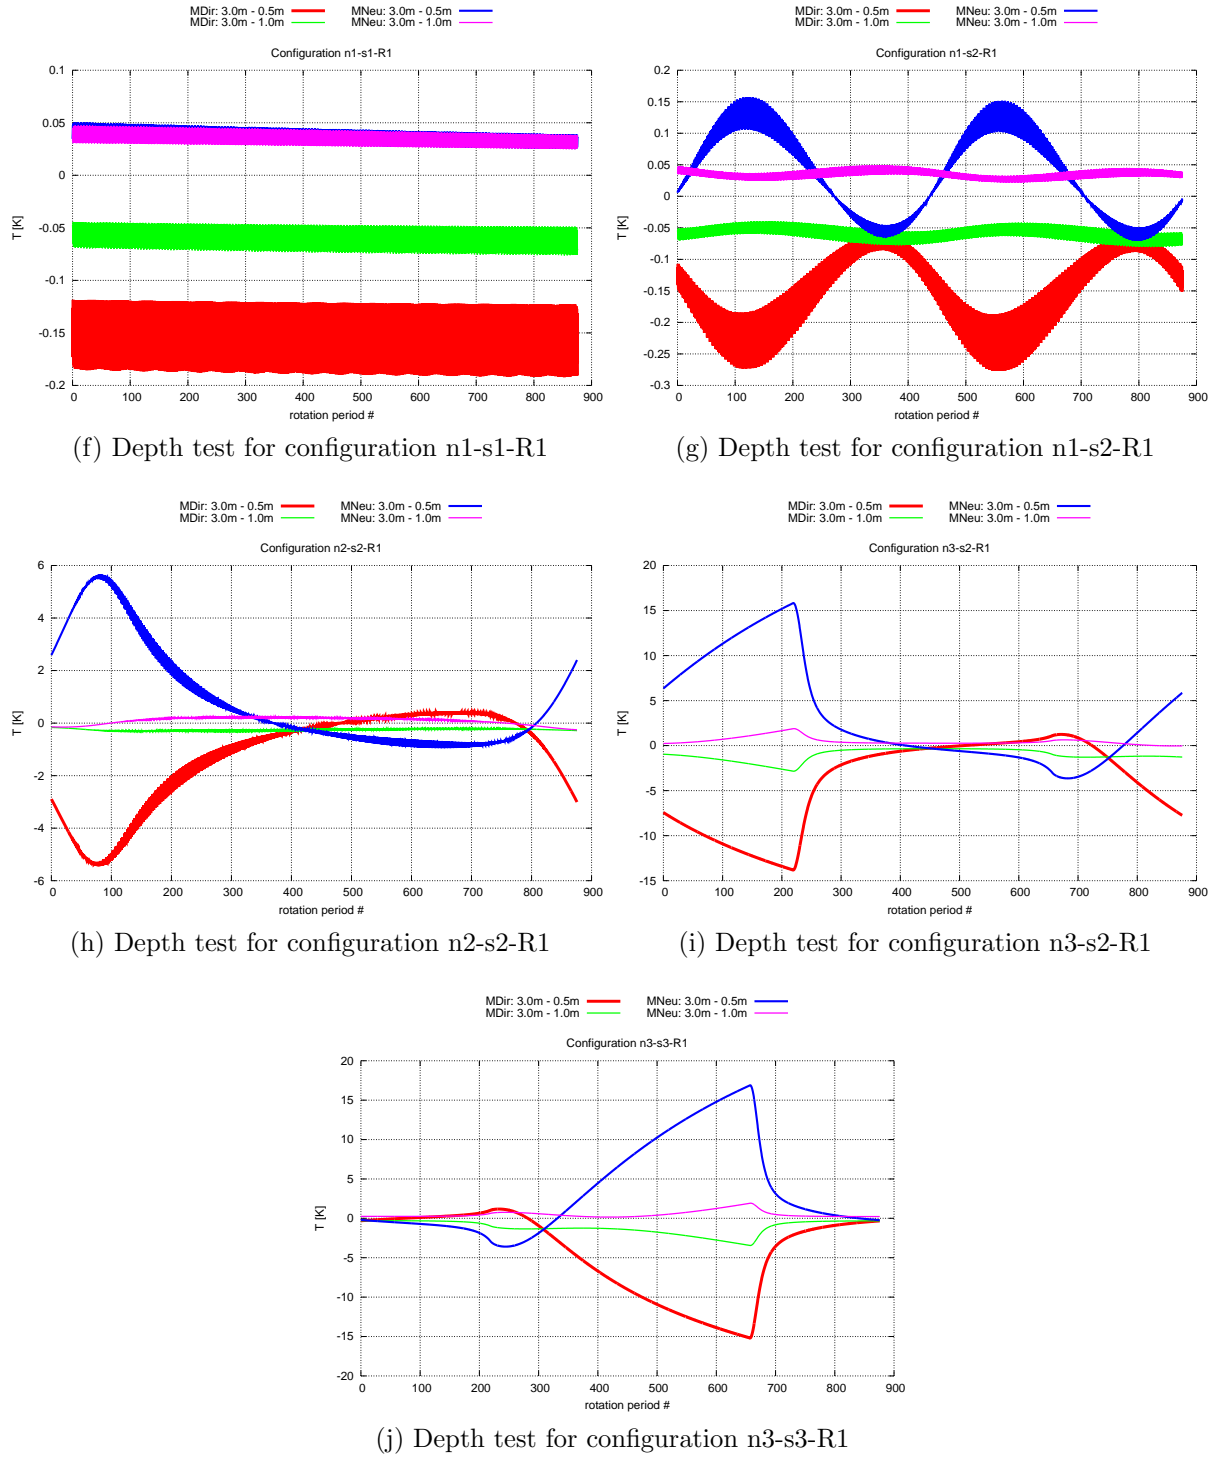 MDir: 3.0m - 0.5m MNeu: 3.0m - 0.5m
MDir: 3.0m - 1.0m MNeu: 3.0m - 1.0m
Configuration n1-s1-R1
0.1
0.05
0
-0.05
-0.1
-0.15
-0.2
T [K]
0 100 200 300 400 500 600 700 800 900
rotation period #
(f) Depth test for configuration n1-s1-R1
MDir: 3.0m - 0.5m MNeu: 3.0m - 0.5m
MDir: 3.0m - 1.0m MNeu: 3.0m - 1.0m
Configuration n1-s2-R1
0.2
0.15
0.1
0.05
0
-0.05
-0.1
-0.15
-0.2
-0.25
-0.3
T [K]
0 100 200 300 400 500 600 700 800 900
rotation period #
(g) Depth test for configuration n1-s2-R1
MDir: 3.0m - 0.5m MNeu: 3.0m - 0.5m
MDir: 3.0m - 1.0m MNeu: 3.0m - 1.0m
Configuration n2-s2-R1
6
4
2
0
-2
-4
-6
T [K]
0 100 200 300 400 500 600 700 800 900
rotation period #
(h) Depth test for configuration n2-s2-R1
MDir: 3.0m - 0.5m MNeu: 3.0m - 0.5m
MDir: 3.0m - 1.0m MNeu: 3.0m - 1.0m
Configuration n3-s2-R1
20
15
10
5
0
-5
-10
-15
T [K]
0 100 200 300 400 500 600 700 800 900
rotation period #
(i) Depth test for configuration n3-s2-R1
MDir: 3.0m - 0.5m MNeu: 3.0m - 0.5m
MDir: 3.0m - 1.0m MNeu: 3.0m - 1.0m
Configuration n3-s3-R1
20
15
10
5
0
-5
-10
-15
-20
T [K]
0 100 200 300 400 500 600 700 800 900
rotation period #
(j) Depth test for configuration n3-s3-R1